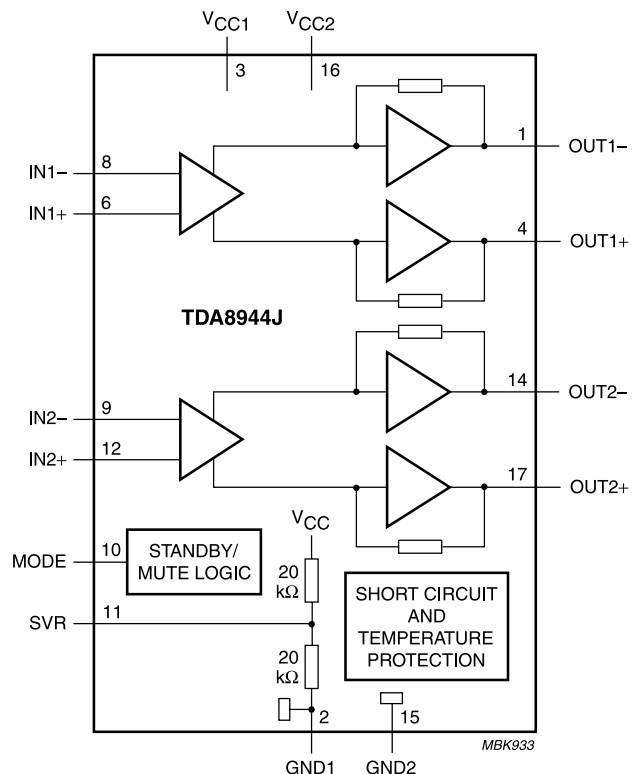 VCC1 VCC2
3 16
1 OUT1–
IN1– 8
IN1+ 6
4 OUT1+
TDA8944J
14 OUT2–
IN2– 9
IN2+ 12
17 OUT2+
VCC
MODE 10
STANDBY/
MUTE LOGIC
20
kΩ
SHORT CIRCUIT
AND
TEMPERATURE
PROTECTION
SVR 11
20
kΩ
2 15
MBK933
GND1 GND2